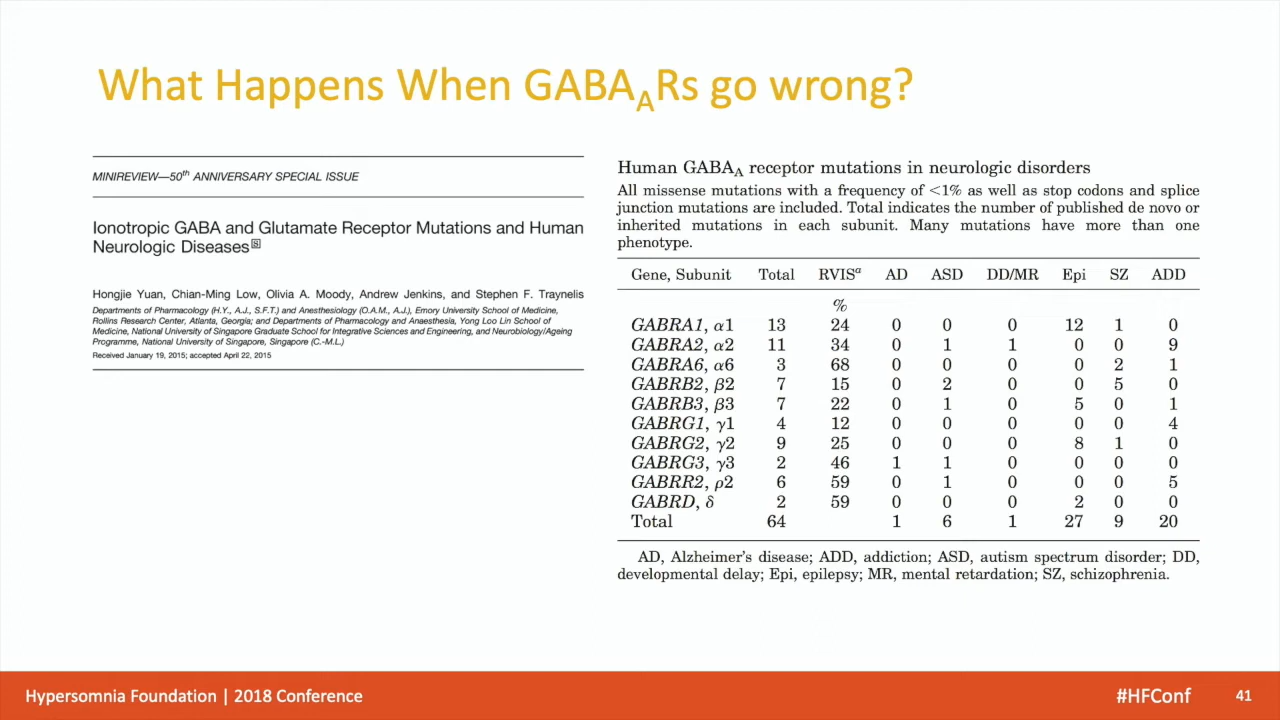 What Happens When GABA_ARs go wrong?
MINIREVIEW—50th ANNIVERSARY SPECIAL ISSUE
Ionotropic GABA and Glutamate Receptor Mutations and Human
Neurologic Diseases[S]
Hongjie Yuan, Chian-Ming Low, Olivia A. Moody, Andrew Jenkins, and Stephen F. Traynelis
Departments of Pharmacology (H.Y., A.J., S.F.T.) and Anesthesiology (O.A.M., A.J.), Emory University School of Medicine,
Rollins Research Center, Atlanta, Georgia; and Departments of Pharmacology and Anaesthesia, Yong Loo Lin School of
Medicine, National University of Singapore Graduate School for Integrative Sciences and Engineering, and Neurobiology/Ageing
Programme, National University of Singapore, Singapore (C.-M.L.)
Received January 19, 2015; accepted April 22, 2015
Human GABA_A receptor mutations in neurologic disorders
All missense mutations with a frequency of <1% as well as stop codons and splice
junction mutations are included. Total indicates the number of published de novo or
inherited mutations in each subunit. Many mutations have more than one
phenotype.
Gene, Subunit Total RVISa AD ASD DD/MR Epi SZ ADD
%
GABRA1, α1 13 24 0 0 0 12 1 0
GABRA2, α2 11 34 0 1 1 0 0 9
GABRA6, α6 3 68 0 0 0 0 2 1
GABRB2, β2 7 15 0 2 0 0 5 0
GABRB3, β3 7 22 0 1 0 5 0 1
GABRG1, γ1 4 12 0 0 0 0 0 4
GABRG2, γ2 9 25 0 0 0 8 1 0
GABRG3, γ3 2 46 1 1 0 0 0 0
GABRR2, ρ2 6 59 0 1 0 0 0 5
GABRD, δ 2 59 0 0 0 2 0 0
Total 64 1 6 1 27 9 20
AD, Alzheimer's disease; ADD, addiction; ASD, autism spectrum disorder; DD,
developmental delay; Epi, epilepsy; MR, mental retardation; SZ, schizophrenia.
Hypersomnia Foundation | 2018 Conference #HFConf 41